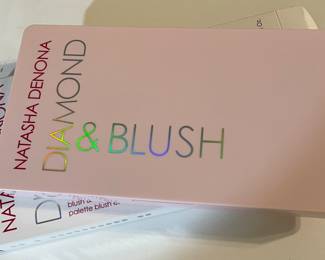 NATASHA DENONA
DIAMOND
& BLUSH
blush &
palette blush &